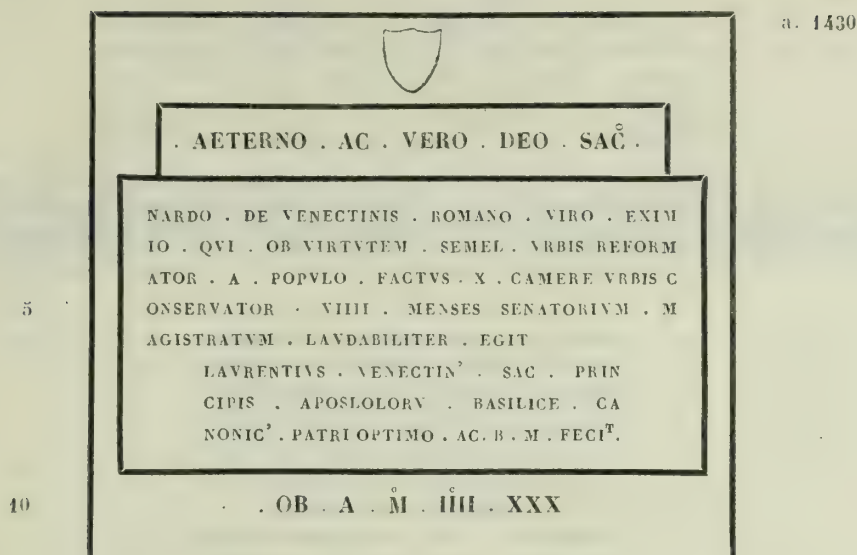 a. 1430
. AETERNO . AC . VERO . DEO . SAC̊ .
NARDO . DE VENECTINIS . ROMANO . VIRO . EXIM
IO . QVI . OB VIRTVTEM . SEMEL . VRBIS REFORM
ATOR . A . POPVLO . FACTVS . X . CAMERE VRBIS C
5 ONSERVATOR . VIIII . MENSES SENATORIVM . M
AGISTRATVM . LAVDABILITER . EGIT
LAVRENTIVS . VENECTIN' . SAC . PRIN
CIPIS . APOSLOLORV . BASILICE . CA
NONIC' . PATRI OPTIMO . AC . B . M . FECIᵀ.
10 . OB . A . M̊ . IIIIͨ . XXX